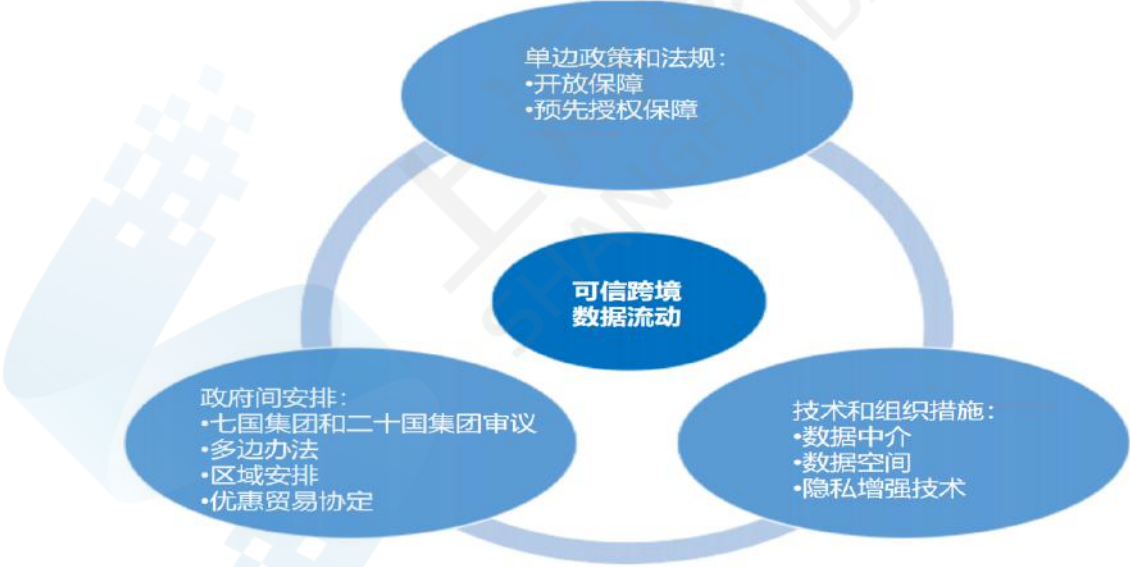 单边政策和法规：
•开放保障
•预先授权保障
可信跨境
数据流动
政府间安排：
•七国集团和二十国集团审议
•多边办法
•区域安排
•优惠贸易协定
技术和组织措施：
•数据中介
•数据空间
•隐私增强技术